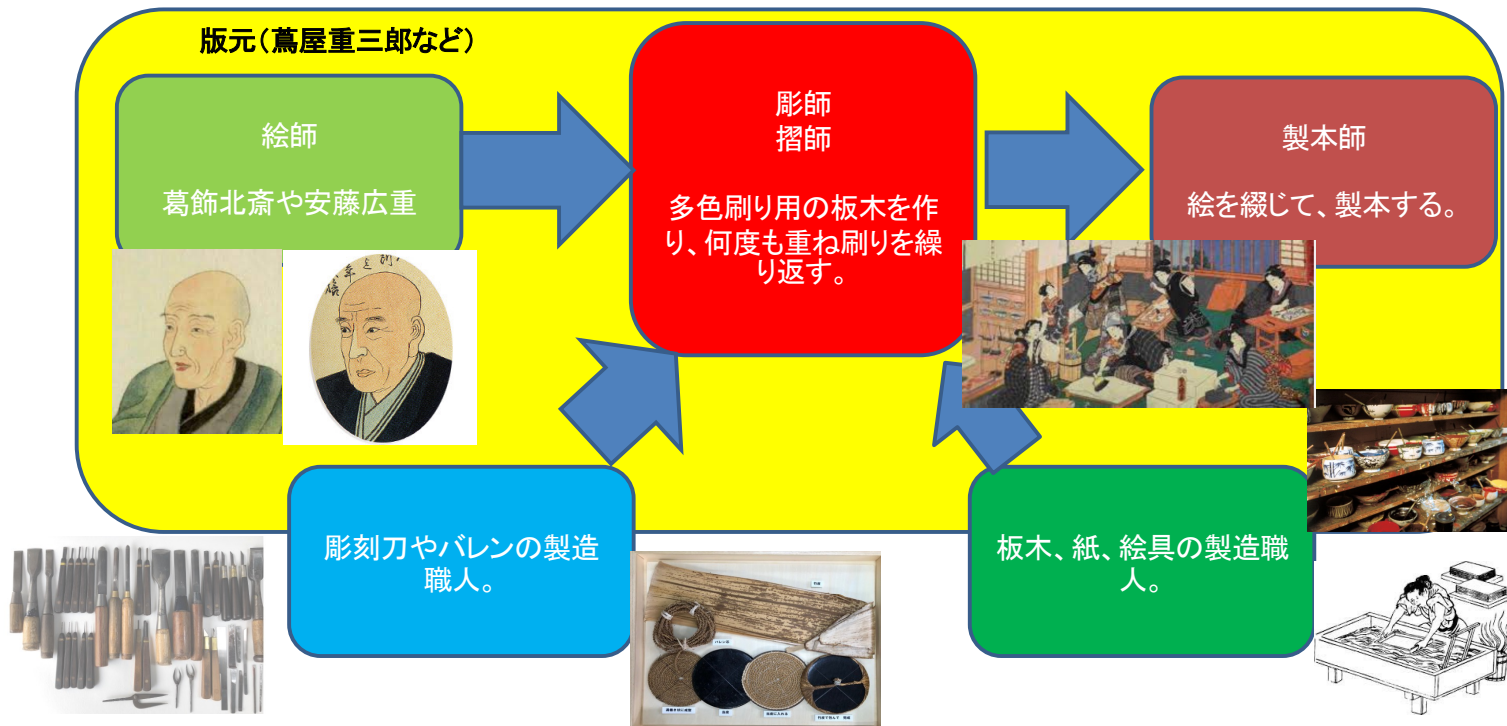 版元(蔦屋重三郎など)
絵師
葛飾北斎や安藤広重
彫師
摺師
多色刷り用の板木を作
り、何度も重ね刷りを繰
り返す。
製本師
絵を綴じて、製本する。
彫刻刀やバレンの製造
職人。
板木、紙、絵具の製造職
人。